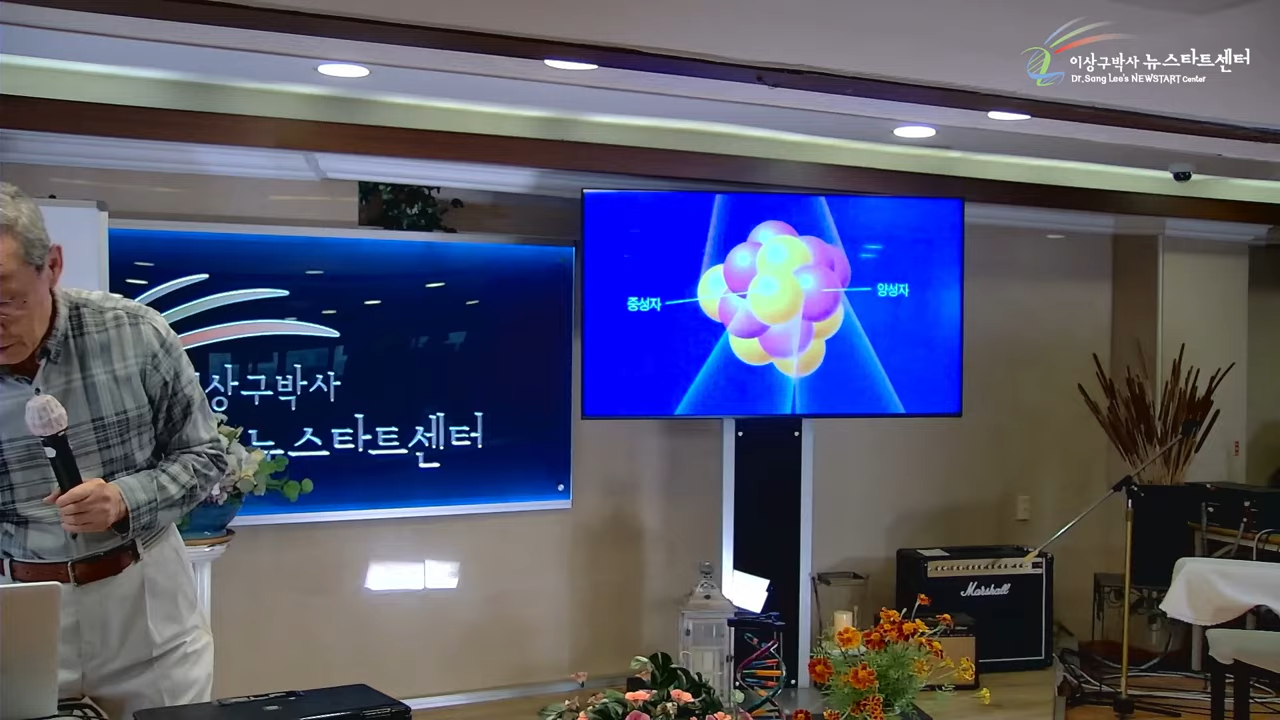 이상구박사 뉴스타트센터
Dr. Sang Lee's NEWSTART Center
중성자
양성자
상구박사
뉴스타트센터
Marshall